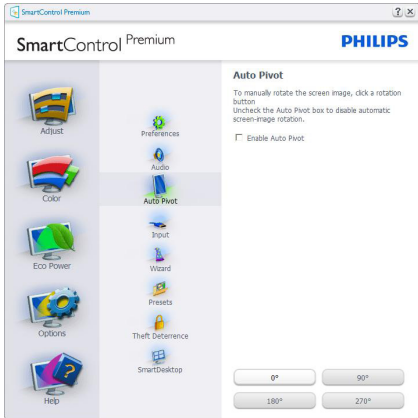 SmartControl Premium
? ×
SmartControl Premium
PHILIPS
Adjust
Color
Eco Power
Options
? Help
Preferences
Audio
Auto Pivot
Input
Wizard
Presets
Theft Deterrence
SmartDesktop
Auto Pivot
To manually rotate the screen image, click a rotation
button
Uncheck the Auto Pivot box to disable automatic
screen-image rotation.
Enable Auto Pivot
0°
90°
180°
270°